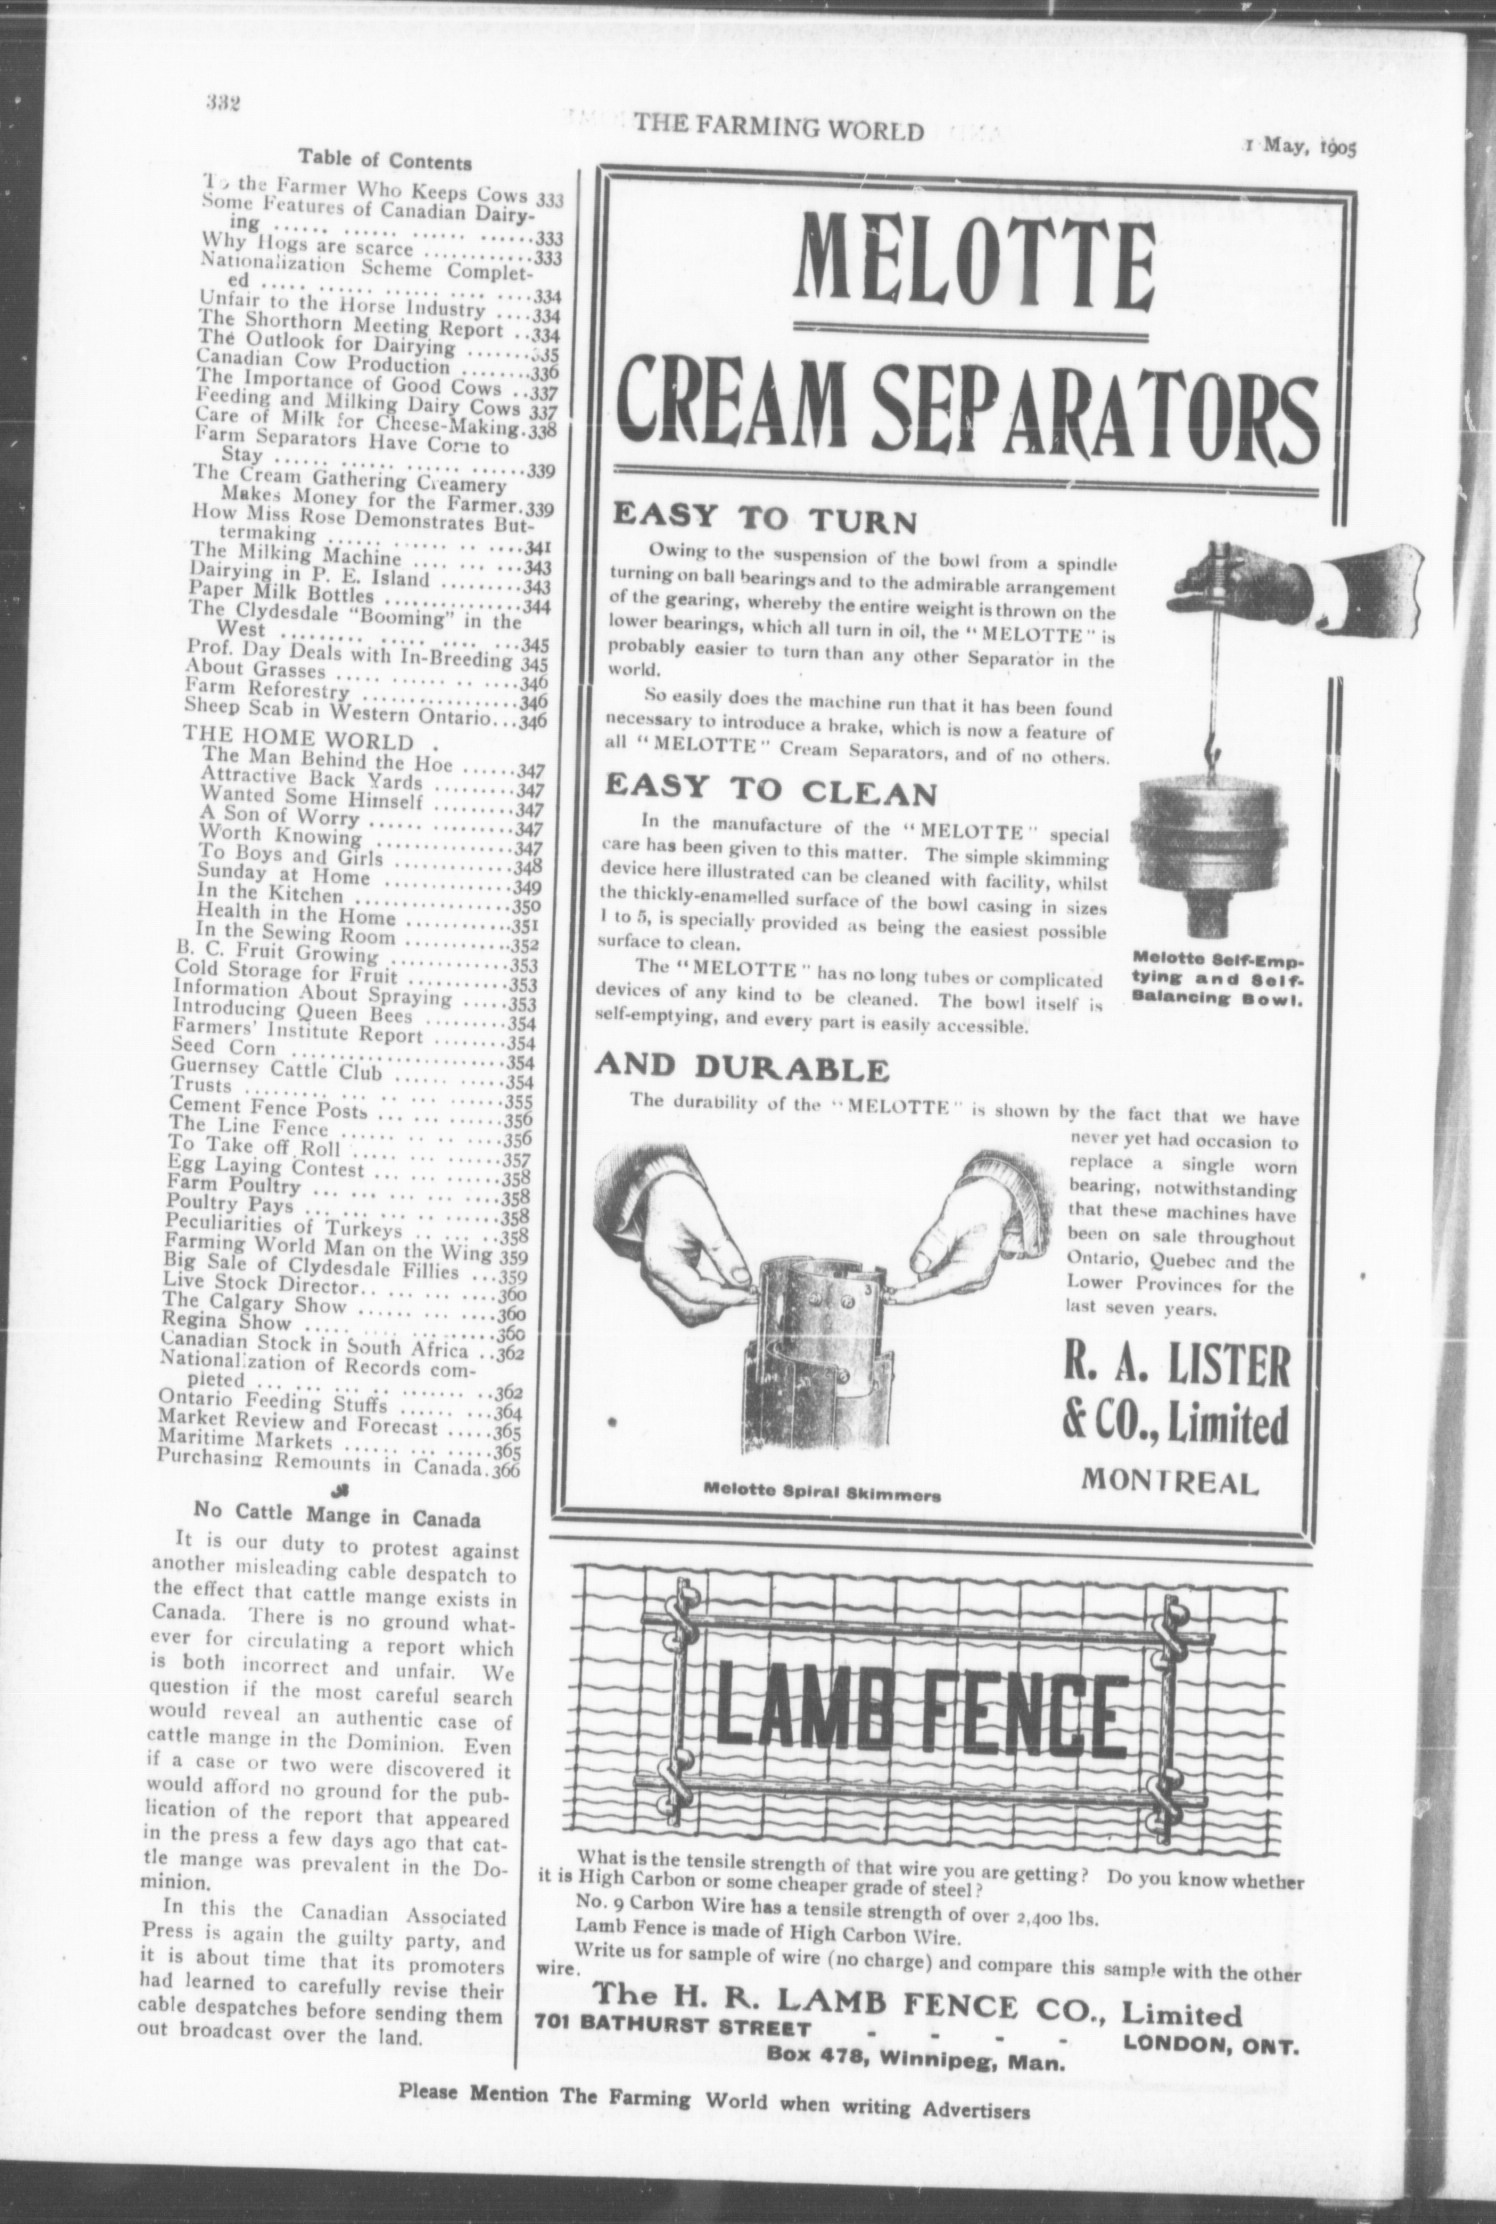 332
THE FARMING WORLD
1 May, 1905
Table of Contents
To the Farmer Who Keeps Cows 333
Some Features of Canadian Dairy-
ing ...... ...... ...... ......333
Why Hogs are scarce ............333
Nationalization Scheme Complet-
ed ..... ...... ...... .... ....334
Unfair to the Horse Industry ....334
The Shorthorn Meeting Report ..334
The Outlook for Dairying .......335
Canadian Cow Production ........336
The Importance of Good Cows ..337
Feeding and Milking Dairy Cows 337
Care of Milk for Cheese-Making.338
Farm Separators Have Come to
Stay ...... ...... ...... ......339
The Cream Gathering Creamery
Makes Money for the Farmer.339
How Miss Rose Demonstrates But-
termaking ...... ...... .. ....341
The Milking Machine .... ... ...343
Dairying in P. E. Island ........343
Paper Milk Bottles ..............344
The Clydesdale "Booming" in the
West ......... ..... .... ...345
Prof. Day Deals with In-Breeding 345
About Grasses ..... ...... .. ....346
Farm Reforestry ................346
Sheep Scab in Western Ontario...346
THE HOME WORLD .
The Man Behind the Hoe ......347
Attractive Back Yards .........347
Wanted Some Himself .........347
A Son of Worry ...... .........347
Worth Knowing ..............347
To Boys and Girls ............348
Sunday at Home .............349
In the Kitchen ................350
Health in the Home ...........351
In the Sewing Room ...........352
B. C. Fruit Growing .............353
Cold Storage for Fruit ...........353
Information About Spraying .....353
Introducing Queen Bees .........354
Farmers' Institute Report ........354
Seed Corn .......................354
Guernsey Cattle Club ...... .....354
Trusts ......... ... .. ... ......355
Cement Fence Posts ... ... ......356
The Line Fence ...... .. .. ....356
To Take off Roll ..... ... ......357
Egg Laying Contest ... ... ......358
Farm Poultry ... ... ... ... ....358
Poultry Pays ... ... ... .. ......358
Peculiarities of Turkeys .. ... ..358
Farming World Man on the Wing 359
Big Sale of Clydesdale Fillies ...359
Live Stock Director.. ... ... ....360
The Calgary Show ...... ... ....360
Regina Show ..... .... ... ......360
Canadian Stock in South Africa ..362
Nationalization of Records com-
pleted ... ... ... .. ....... ..362
Ontario Feeding Stuffs ...... ...364
Market Review and Forecast .....365
Maritime Markets ...... ... .....365
Purchasing Remounts in Canada.366
No Cattle Mange in Canada
It is our duty to protest against
another misleading cable despatch to
the effect that cattle mange exists in
Canada. There is no ground what-
ever for circulating a report which
is both incorrect and unfair. We
question if the most careful search
would reveal an authentic case of
cattle mange in the Dominion. Even
if a case or two were discovered it
would afford no ground for the pub-
lication of the report that appeared
in the press a few days ago that cat-
tle mange was prevalent in the Do-
minion.
In this the Canadian Associated
Press is again the guilty party, and
it is about time that its promoters
had learned to carefully revise their
cable despatches before sending them
out broadcast over the land.
MELOTTE
CREAM SEPARATORS
EASY TO TURN
Owing to the suspension of the bowl from a spindle
turning on ball bearings and to the admirable arrangement
of the gearing, whereby the entire weight is thrown on the
lower bearings, which all turn in oil, the "MELOTTE" is
probably easier to turn than any other Separator in the
world.
So easily does the machine run that it has been found
necessary to introduce a brake, which is now a feature of
all "MELOTTE" Cream Separators, and of no others.
EASY TO CLEAN
In the manufacture of the "MELOTTE" special
care has been given to this matter. The simple skimming
device here illustrated can be cleaned with facility, whilst
the thickly-enamelled surface of the bowl casing in sizes
1 to 5, is specially provided as being the easiest possible
surface to clean.
The "MELOTTE" has no long tubes or complicated
devices of any kind to be cleaned. The bowl itself is
self-emptying, and every part is easily accessible.
Melotte Self-Emp-
tying and Self-
Balancing Bowl.
AND DURABLE
The durability of the "MELOTTE" is shown by the fact that we have
never yet had occasion to
replace a single worn
bearing, notwithstanding
that these machines have
been on sale throughout
Ontario, Quebec and the
Lower Provinces for the
last seven years.
3
Melotte Spiral Skimmers
R. A. LISTER
& CO., Limited
MONTREAL
LAMB FENCE
What is the tensile strength of that wire you are getting? Do you know whether
it is High Carbon or some cheaper grade of steel?
No. 9 Carbon Wire has a tensile strength of over 2,400 lbs.
Lamb Fence is made of High Carbon Wire.
Write us for sample of wire (no charge) and compare this sample with the other
wire.
The H. R. LAMB FENCE CO., Limited
701 BATHURST STREET - - - - LONDON, ONT.
Box 478, Winnipeg, Man.
Please Mention The Farming World when writing Advertisers